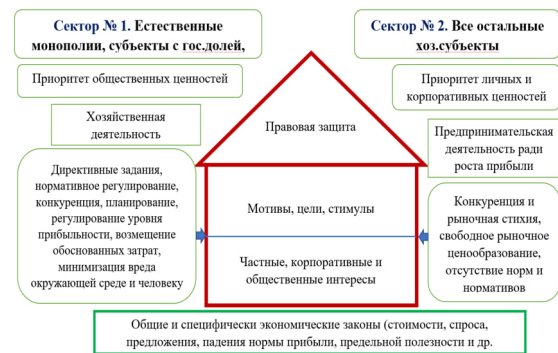 Сектор № 1. Естественные
монополии, субъекты с гос.долей,
Сектор № 2. Все остальные
хоз.субъекты
Приоритет общественных ценностей
Приоритет личных и
корпоративных ценностей
Хозяйственная
деятельность
Правовая защита
Предпринимательская
деятельность ради
роста прибыли
Директивные задания,
нормативное регулирование,
конкуренция, планирование,
регулирование уровня
прибыльности, возмещение
обоснованных затрат,
минимизация вреда
окружающей среде и человеку
Мотивы, цели, стимулы
Частные, корпоративные и
общественные интересы
Конкуренция и
рыночная стихия,
свободное рыночное
ценообразование,
отсутствие норм и
нормативов
Общие и специфически экономические законы (стоимости, спроса,
предложения, падения нормы прибыли, предельной полезности и др.